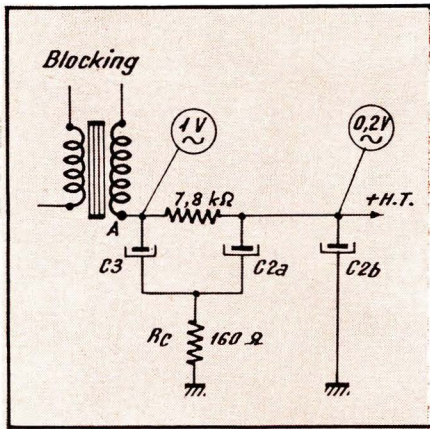 Blocking
1V
0,2V
7,8 kΩ
+H.T.
A
C3
C2a
C2b
RC 160 Ω